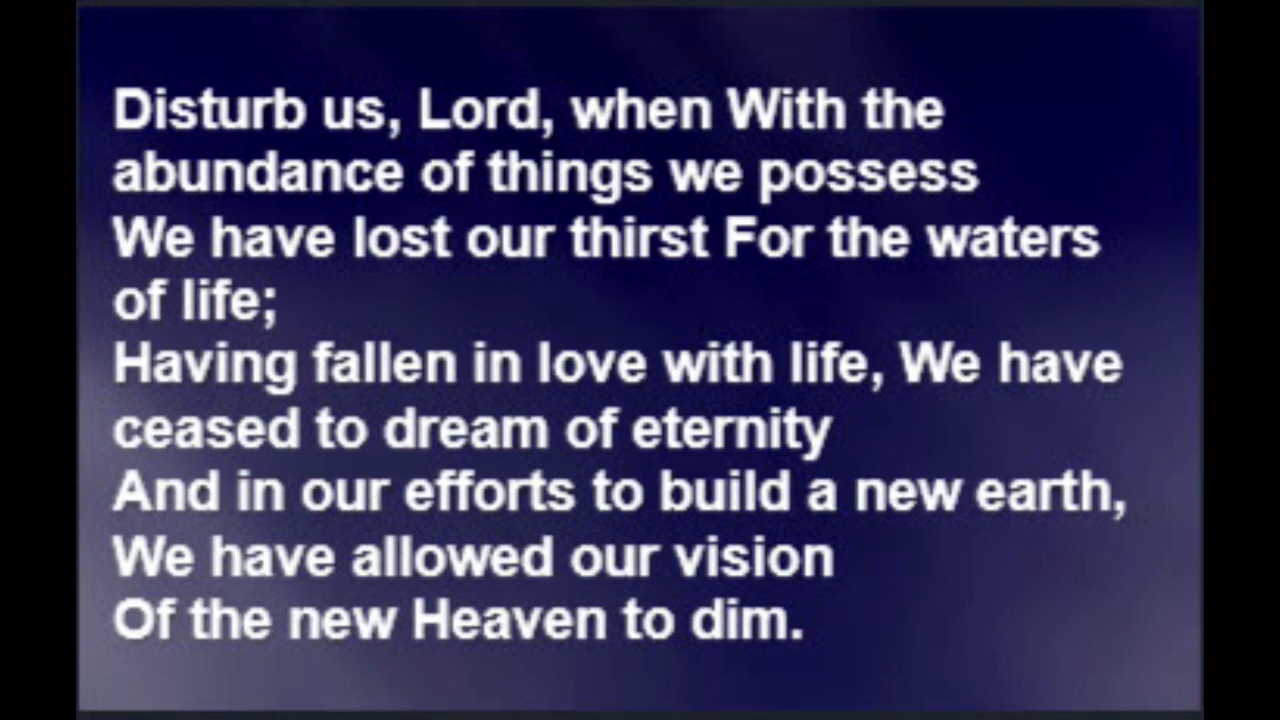 Disturb us, Lord, when With the
abundance of things we possess
We have lost our thirst For the waters
of life;
Having fallen in love with life, We have
ceased to dream of eternity
And in our efforts to build a new earth,
We have allowed our vision
Of the new Heaven to dim.